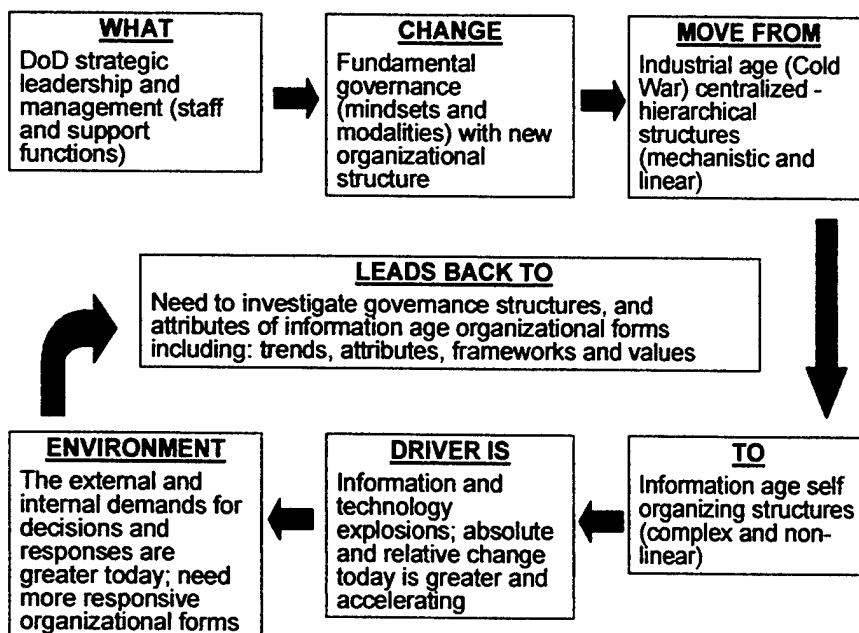 WHAT
DoD strategic
leadership and
management (staff
and support
functions)
CHANGE
Fundamental
governance
(mindsets and
modalities) with new
organizational
structure
MOVE FROM
Industrial age (Cold
War) centralized -
hierarchical
structures
(mechanistic and
linear)
TO
Information age self
organizing structures
(complex and non-
linear)
DRIVER IS
Information and
technology
explosions; absolute
and relative change
today is greater and
accelerating
ENVIRONMENT
The external and
internal demands for
decisions and
responses are
greater today; need
more responsive
organizational forms
LEADS BACK TO
Need to investigate governance structures, and
attributes of information age organizational forms
including: trends, attributes, frameworks and values